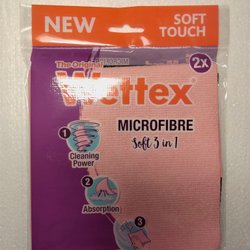 NEW
SOFT
TOUCH
The Original
2x
Wettex
MICROFIBRE
Soft 3 in 1
1
Cleaning
Power
2
Absorption
3